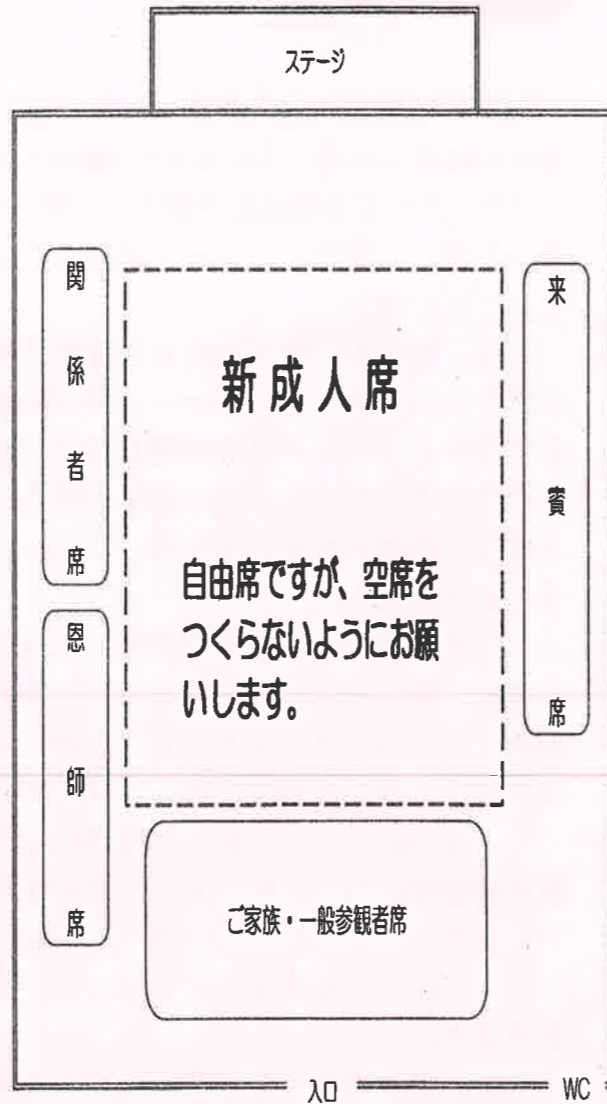 ステージ
関係者席
来賓席
新成人席
自由席ですが、空席を
つくらないようにお願
いします。
恩師席
ご家族・一般参観者席
入口
WC